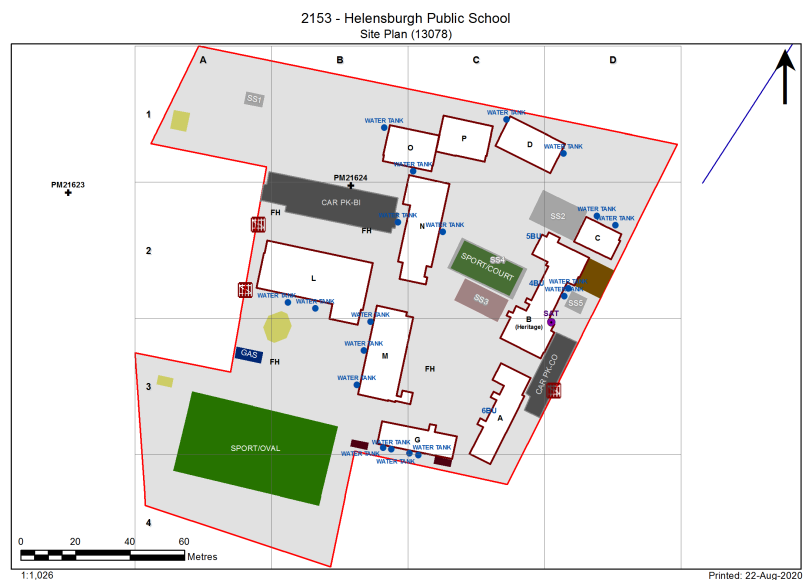 2153 - Helensburgh Public School
Site Plan (13078)
A
B
C
D
1
SS1
WATER TANK
WATER TANK
P
O
D
WATER TANK
WATER TANK
PM21623
PM21624
CAR PK-BI
FH
WATER TANK
FH
N
WATER TANK
SS2
WATER TANK
WATER TANK
C
5BU
2
SS4
SPORT/COURT
L
4BU
WATER TANK
WATER TANK
SS3
SS5
WATER TANK
WATER TANK
WATER TANK
SAT
B
(Heritage)
GAS
FH
WATER TANK
M
FH
WATER TANK
CAR PK-CO
3
6BU
A
SPORT/OVAL
G
WATER TANK
WATER TANK
WATER TANK
WATER TANK
4
0 20 40 60
Metres
1:1,026
Printed: 22-Aug-2020